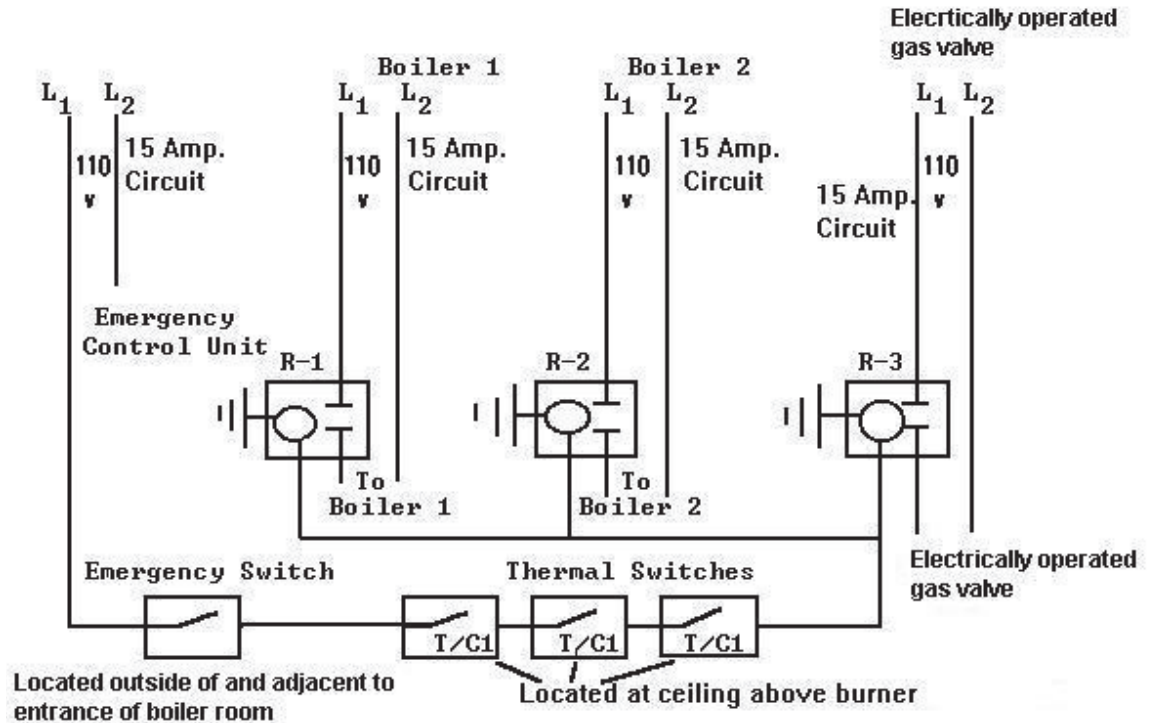 Elecrtically operated
gas valve
Boiler 1
Boiler 2
L1 L2
L1 L2
L1 L2
L1 L2
110
v
15 Amp.
Circuit
110
v
15 Amp.
Circuit
110
v
15 Amp.
Circuit
110
v
15 Amp.
Circuit
Emergency
Control Unit
R-1
R-2
R-3
To
Boiler 1
To
Boiler 2
Electrically operated
gas valve
Emergency Switch
Thermal Switches
T/C1
T/C1
T/C1
Located outside of and adjacent to
entrance of boiler room
Located at ceiling above burner